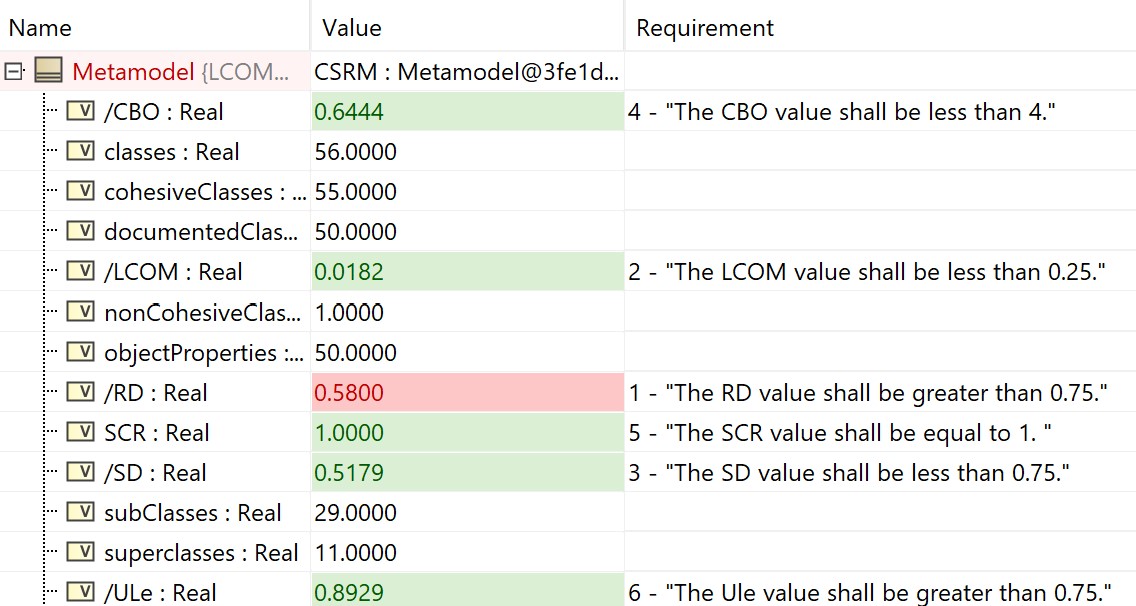 Name Value Requirement
Metamodel {LCOM... CSRM : Metamodel@3fe1d...
/CBO : Real 0.6444 4 - "The CBO value shall be less than 4."
classes : Real 56.0000
cohesiveClasses : ... 55.0000
documentedClas... 50.0000
/LCOM : Real 0.0182 2 - "The LCOM value shall be less than 0.25."
nonCohesiveClas... 1.0000
objectProperties :... 50.0000
/RD : Real 0.5800 1 - "The RD value shall be greater than 0.75."
SCR : Real 1.0000 5 - "The SCR value shall be equal to 1. "
/SD : Real 0.5179 3 - "The SD value shall be less than 0.75."
subClasses : Real 29.0000
superclasses : Real 11.0000
/ULe : Real 0.8929 6 - "The Ule value shall be greater than 0.75."